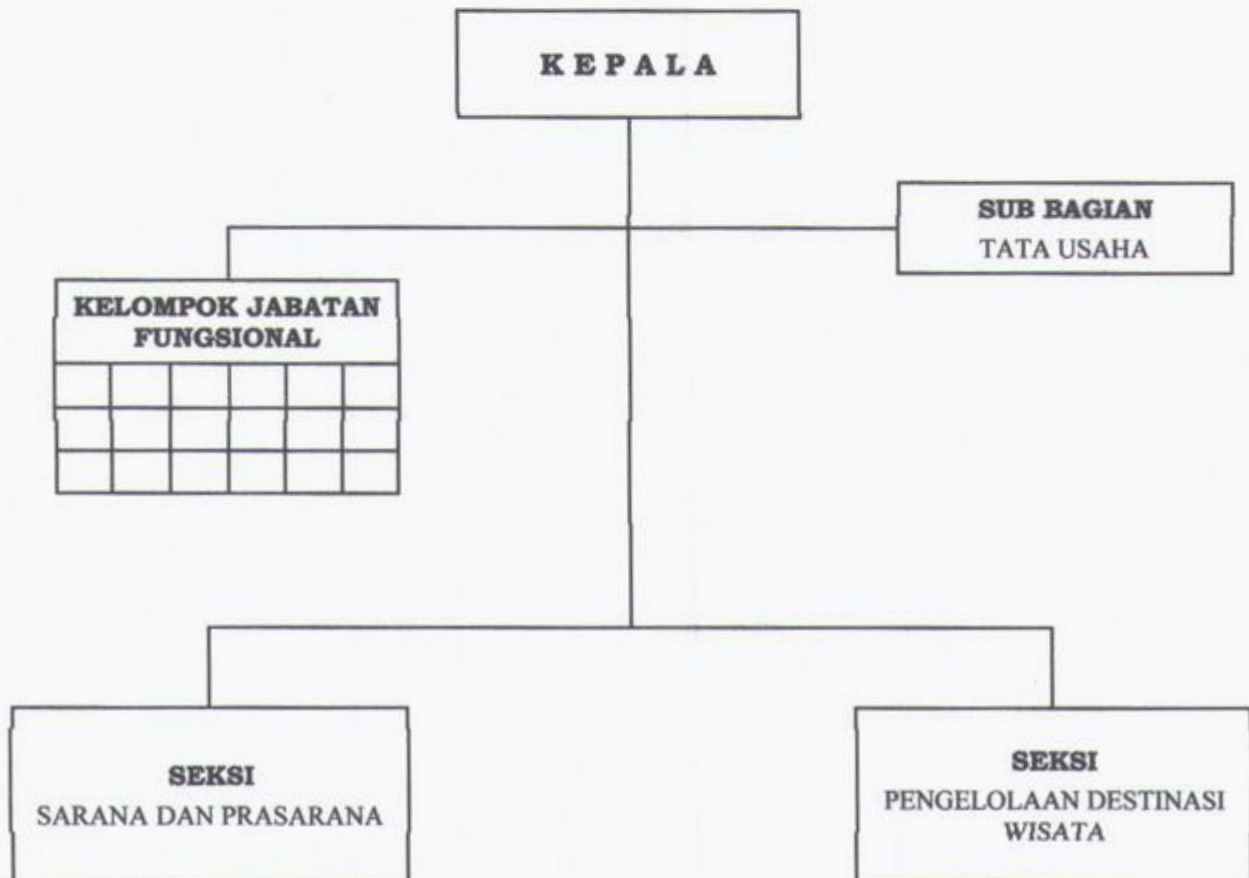 KEPALA
SUB BAGIAN
TATA USAHA
KELOMPOK JABATAN
FUNGSIONAL
SEKSI
SARANA DAN PRASARANA
SEKSI
PENGELOLAAN DESTINASI
WISATA